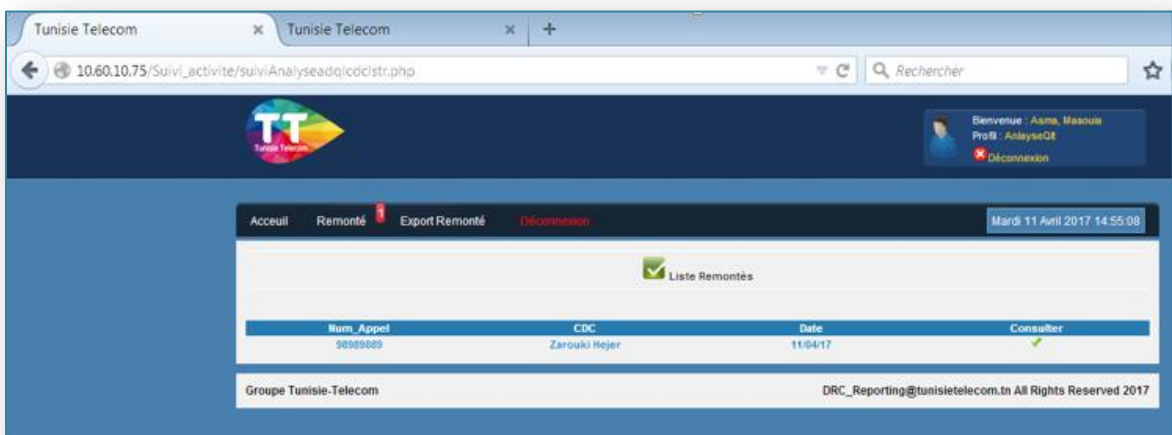 Tunisie Telecom
Tunisie Telecom
10.60.10.75/Suivi_activite/suiviAnalyseadqlcdclstr.php
Rechercher
TT
Tunisie Telecom
Bienvenue : Asma, Masouia
Profil : AnlayseQlt
Déconnexion
Acceuil Remonté 1 Export Remonté Déconnexion Mardi 11 Avril 2017 14:55:08
Liste Remontés
Num_Appel CDC Date Consulter
98989889 Zarouki Hejer 11/04/17
Groupe Tunisie-Telecom DRC_Reporting@tunisietelecom.tn All Rights Reserved 2017